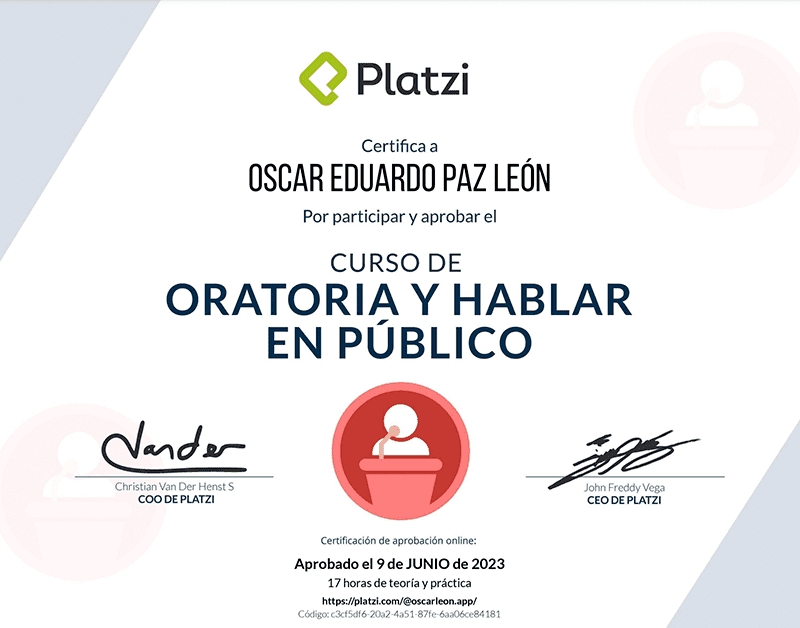 Platzi
Certifica a
OSCAR EDUARDO PAZ LEÓN
Por participar y aprobar el
CURSO DE
ORATORIA Y HABLAR
EN PÚBLICO
Vander
Christian Van Der Henst S
COO DE PLATZI
John Freddy Vega
CEO DE PLATZI
Certificación de aprobación online:
Aprobado el 9 de JUNIO de 2023
17 horas de teoría y práctica
https://platzi.com/@oscarleon.app/
Código: c3cf5df6-20a2-4a51-87fe-6aa06ce84181